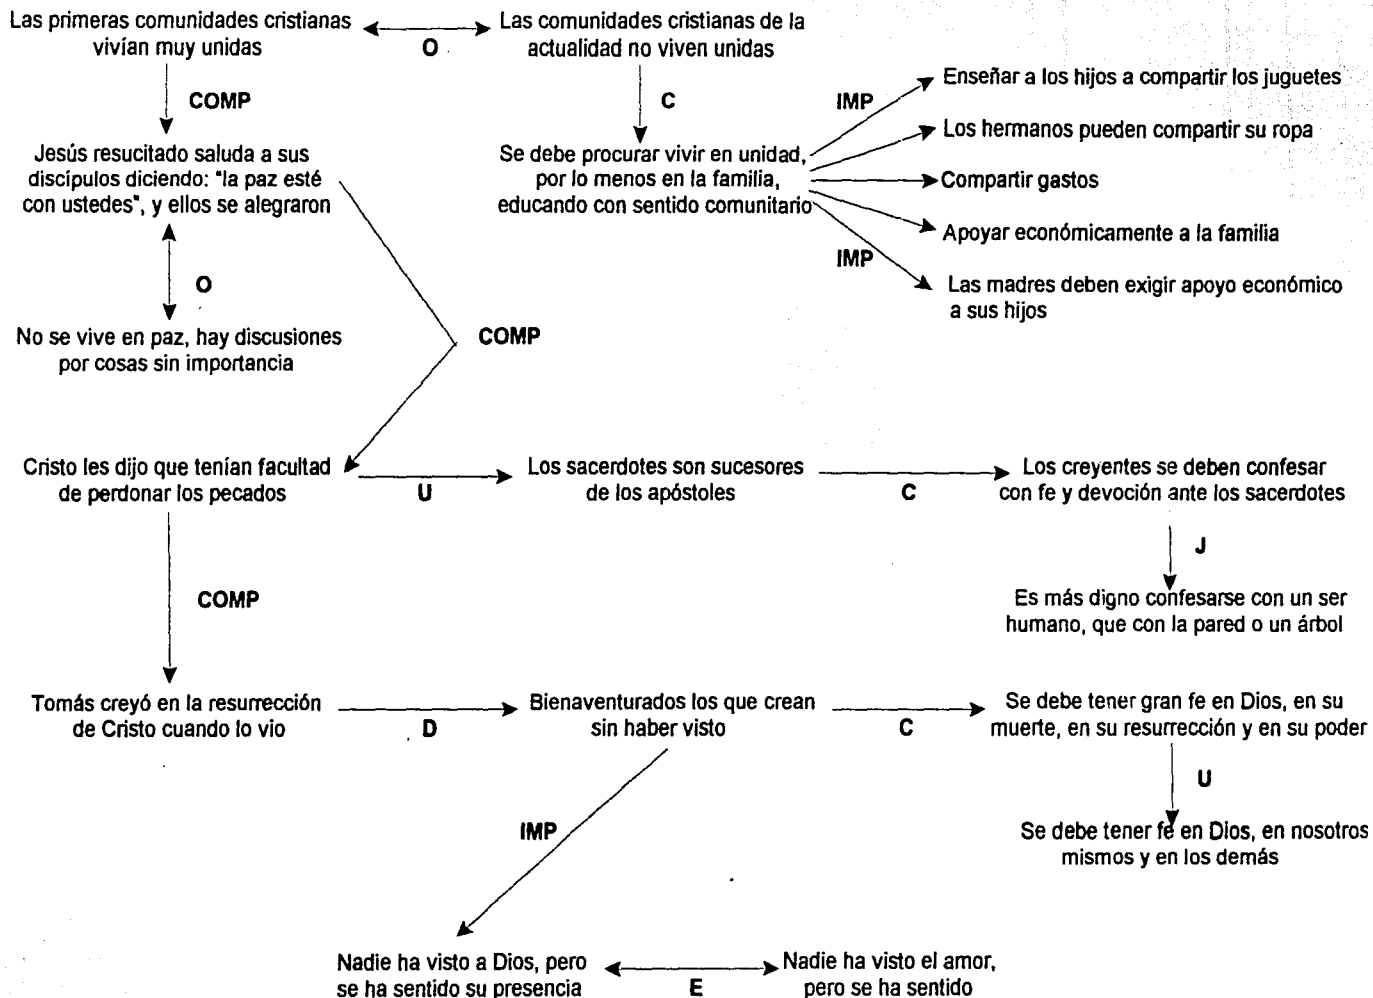 Las primeras comunidades cristianas
vivían muy unidas
O
Las comunidades cristianas de la
actualidad no viven unidas
COMP
C
IMP
Enseñar a los hijos a compartir los juguetes
Los hermanos pueden compartir su ropa
Compartir gastos
Apoyar económicamente a la familia
IMP
Las madres deben exigir apoyo económico
a sus hijos
Jesús resucitado saluda a sus
discípulos diciendo: "la paz esté
con ustedes", y ellos se alegraron
Se debe procurar vivir en unidad,
por lo menos en la familia,
educando con sentido comunitario
O
No se vive en paz, hay discusiones
por cosas sin importancia
COMP
Cristo les dijo que tenían facultad
de perdonar los pecados
U
Los sacerdotes son sucesores
de los apóstoles
C
Los creyentes se deben confesar
con fe y devoción ante los sacerdotes
J
Es más digno confesarse con un ser
humano, que con la pared o un árbol
COMP
Tomás creyó en la resurrección
de Cristo cuando lo vio
D
Bienaventurados los que crean
sin haber visto
C
Se debe tener gran fe en Dios, en su
muerte, en su resurrección y en su poder
U
Se debe tener fe en Dios, en nosotros
mismos y en los demás
IMP
Nadie ha visto a Dios, pero
se ha sentido su presencia
E
Nadie ha visto el amor,
pero se ha sentido